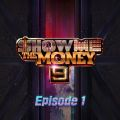 SHOW ME
THE MONEY
9
Episode 1